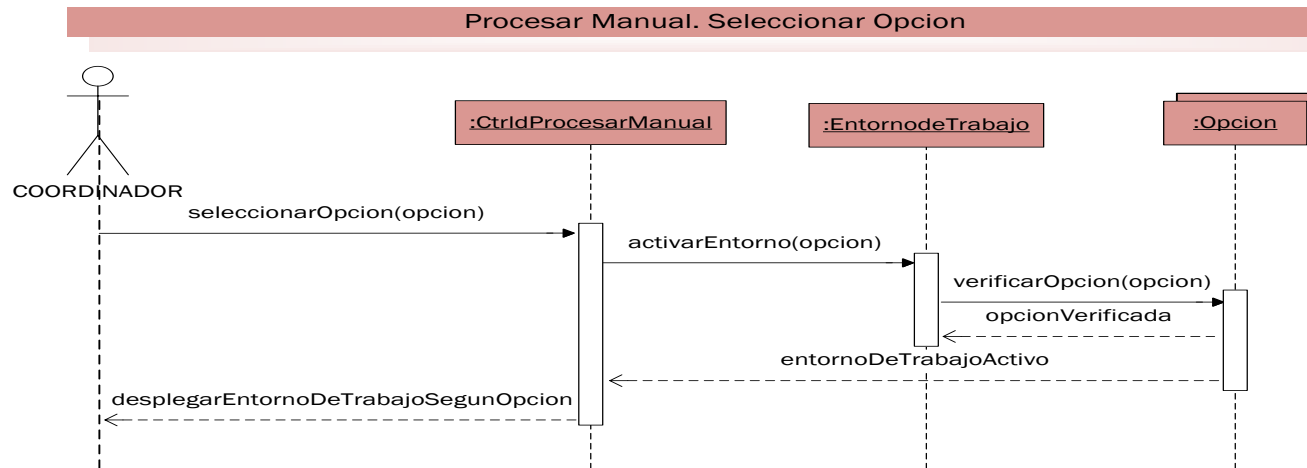 Procesar Manual. Seleccionar Opcion
:CtrldProcesarManual
:EntornodeTrabajo
:Opcion
COORDINADOR
seleccionarOpcion(opcion)
activarEntorno(opcion)
verificarOpcion(opcion)
opcionVerificada
entornoDeTrabajoActivo
desplegarEntornoDeTrabajoSegunOpcion